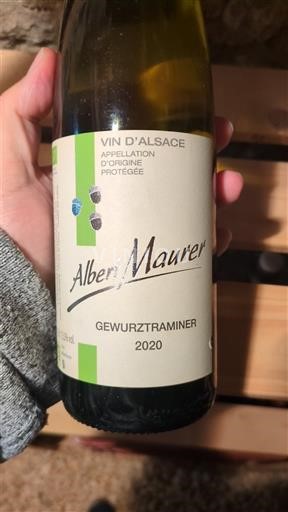 VIN D'ALSACE
APPELLATION
D'ORIGINE
PROTÉGÉE
Albert Maurer
GEWURZTRAMINER
2020